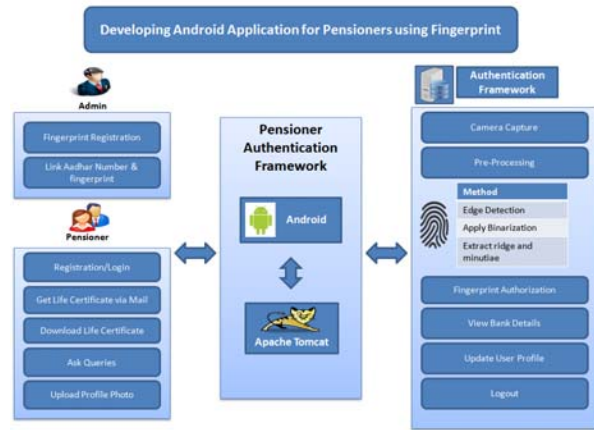 Developing Android Application for Pensioners using Fingerprint
Admin
Fingerprint Registration
Link Aadhar Number &
fingerprint
Pensioner
Registration/Login
Get Life Certificate via Mail
Download Life Certificate
Ask Queries
Upload Profile Photo
Pensioner
Authentication
Framework
Android
Apache Tomcat
Authentication
Framework
Camera Capture
Pre-Processing
Method
Edge Detection
Apply Binarization
Extract ridge and
minutiae
Fingerprint Authorization
View Bank Details
Update User Profile
Logout